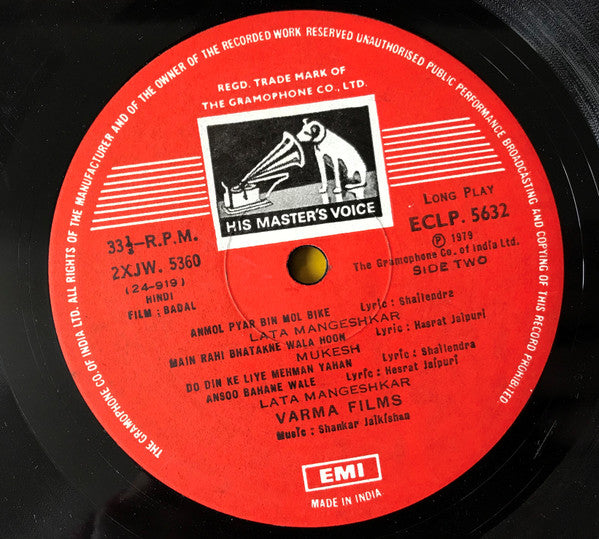 ALL RIGHTS OF THE MANUFACTURER AND OF THE OWNER OF THE RECORDED WORK RESERVED UNAUTHORISED PUBLIC PERFORMANCE BROADCASTING AND COPYING OF THIS RECORD PROHIBITED.
THE GRAMOPHONE CO. OF INDIA LTD.
REGD. TRADE MARK OF
THE GRAMOPHONE CO., LTD.
HIS MASTER'S VOICE
33⅓-R.P.M.
2XJW. 5360
(24-919)
HINDI
FILM : BADAL
LONG PLAY
ECLP. 5632
Ⓟ 1979
The Gramophone Co. of India Ltd.
SIDE TWO
ANMOL PYAR BIN MOL BIKE Lyric : Shailendra
LATA MANGESHKAR
MAIN RAHI BHATAKNE WALA HOON Lyric : Hasrat Jaipuri
MUKESH
DO DIN KE LIYE MEHMAN YAHAN Lyric : Shailendra
ANSOO BAHANE WALE Lyric : Hasrat Jaipuri
LATA MANGESHKAR
VARMA FILMS
Music : Shankar Jaikishan
EMI
MADE IN INDIA